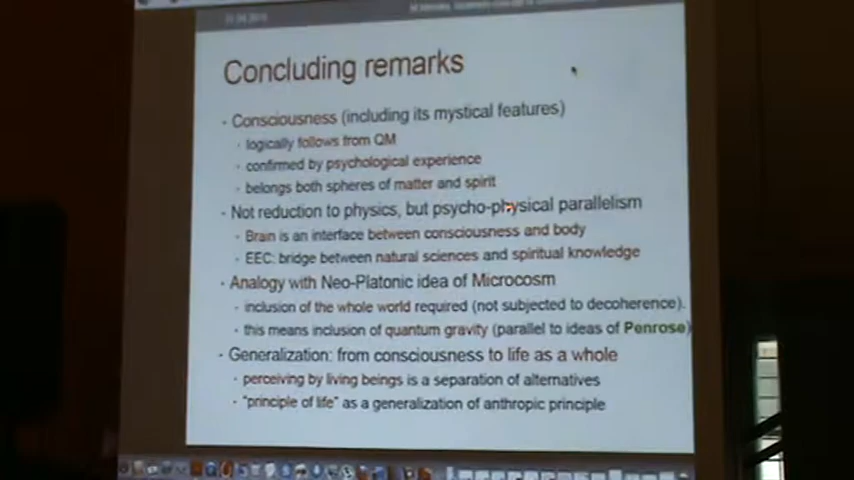 Concluding remarks
· Consciousness (including its mystical features)
· logically follows from QM
· confirmed by psychological experience
· belongs both spheres of matter and spirit
· Not reduction to physics, but psycho-physical parallelism
· Brain is an interface between consciousness and body
· EEC: bridge between natural sciences and spiritual knowledge
· Analogy with Neo-Platonic idea of Microcosm
· inclusion of the whole world required (not subjected to decoherence).
· this means inclusion of quantum gravity (parallel to ideas of Penrose)
· Generalization: from consciousness to life as a whole
· perceiving by living beings is a separation of alternatives
· "principle of life" as a generalization of anthropic principle